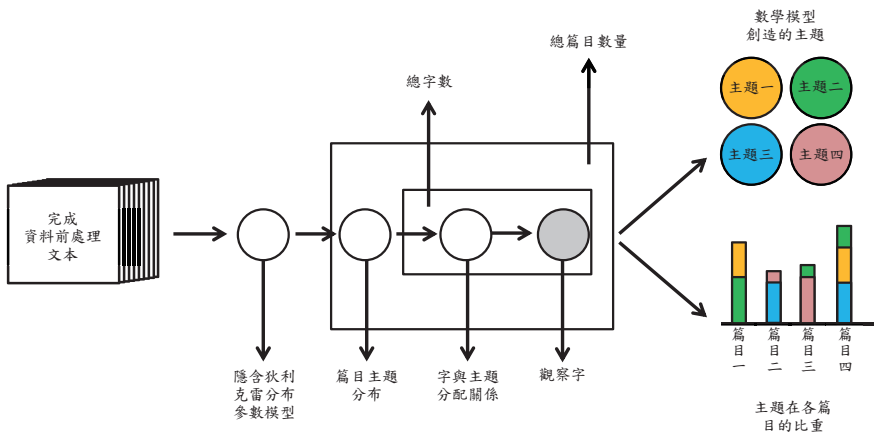 數學模型
創造的主題
總篇目數量
總字數
主題一
主題二
主題三
主題四
完成
資料前處理
文本
隱含狄利
克雷分布
參數模型
篇目主題
分布
字與主題
分配關係
觀察字
篇目一
篇目二
篇目三
篇目四
主題在各篇
目的比重